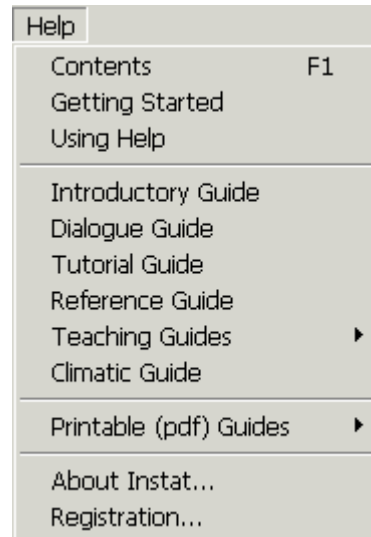 Help
Contents F1
Getting Started
Using Help
Introductory Guide
Dialogue Guide
Tutorial Guide
Reference Guide
Teaching Guides
Climatic Guide
Printable (pdf) Guides
About Instat...
Registration...